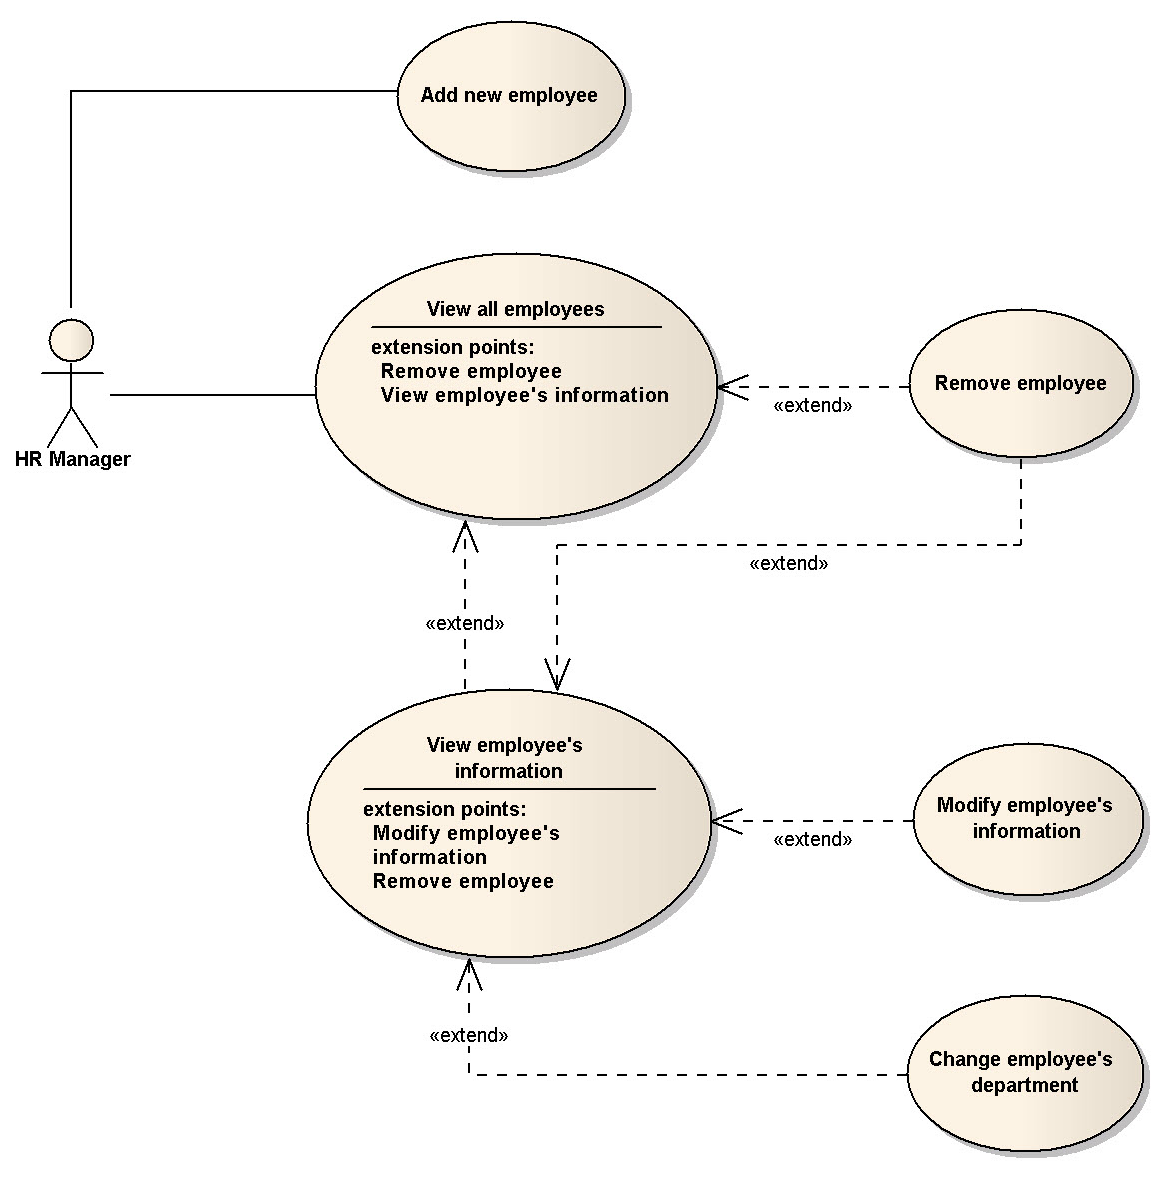 Add new employee
View all employees
extension points:
Remove employee
View employee's information
Remove employee
«extend»
HR Manager
«extend»
«extend»
View employee's
information
extension points:
Modify employee's
information
Remove employee
Modify employee's
information
«extend»
«extend»
Change employee's
department